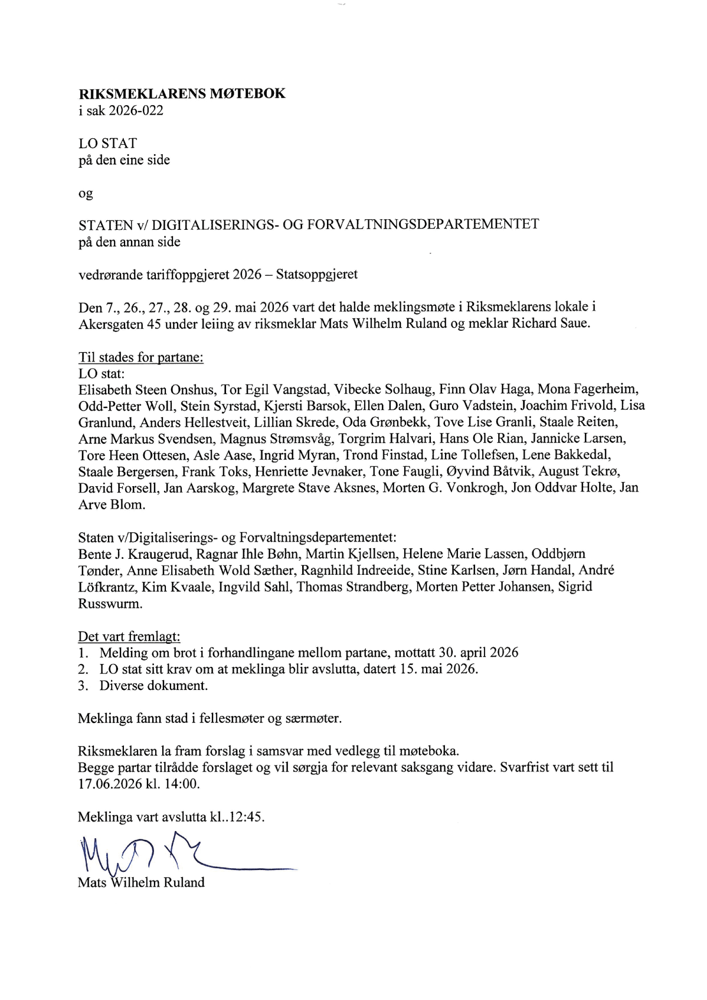 RIKSMEKLARENS MØTEBOK
i sak 2026-022
LO STAT
på den eine side
og
STATEN v/ DIGITALISERINGS- OG FORVALTNINGSDEPARTEMENTET
på den annan side
vedrørande tariffoppgjeret 2026 – Statsoppgjeret
Den 7., 26., 27., 28. og 29. mai 2026 vart det halde meklingsmøte i Riksmeklarens lokale i
Akersgaten 45 under leiing av riksmeklar Mats Wilhelm Ruland og meklar Richard Saue.
Til stades for partane:
LO stat:
Elisabeth Steen Onshus, Tor Egil Vangstad, Vibecke Solhaug, Finn Olav Haga, Mona Fagerheim,
Odd-Petter Woll, Stein Syrstad, Kjersti Barsok, Ellen Dalen, Guro Vadstein, Joachim Frivold, Lisa
Granlund, Anders Hellestveit, Lillian Skrede, Oda Grønbekk, Tove Lise Granli, Staale Reiten,
Arne Markus Svendsen, Magnus Strømsvåg, Torgrim Halvari, Hans Ole Rian, Jannicke Larsen,
Tore Heen Ottesen, Asle Aase, Ingrid Myran, Trond Finstad, Line Tollefsen, Lene Bakkedal,
Staale Bergersen, Frank Toks, Henriette Jevnaker, Tone Faugli, Øyvind Båtvik, August Tekrø,
David Forsell, Jan Aarskog, Margrete Stave Aksnes, Morten G. Vonkrogh, Jon Oddvar Holte, Jan
Arve Blom.
Staten v/Digitaliserings- og Forvaltningsdepartementet:
Bente J. Kraugerud, Ragnar Ihle Bøhn, Martin Kjellsen, Helene Marie Lassen, Oddbjørn
Tønder, Anne Elisabeth Wold Sæther, Ragnhild Indreeide, Stine Karlsen, Jørn Handal, André
Löfkrantz, Kim Kvaale, Ingvild Sahl, Thomas Strandberg, Morten Petter Johansen, Sigrid
Russwurm.
Det vart fremlagt:
1. Melding om brot i forhandlingane mellom partane, mottatt 30. april 2026
2. LO stat sitt krav om at meklinga blir avslutta, datert 15. mai 2026.
3. Diverse dokument.
Meklinga fann stad i fellesmøter og særmøter.
Riksmeklaren la fram forslag i samsvar med vedlegg til møteboka.
Begge partar tilrådde forslaget og vil sørgja for relevant saksgang vidare. Svarfrist vart sett til
17.06.2026 kl. 14:00.
Meklinga vart avslutta kl..12:45.
Mats Wilhelm Ruland